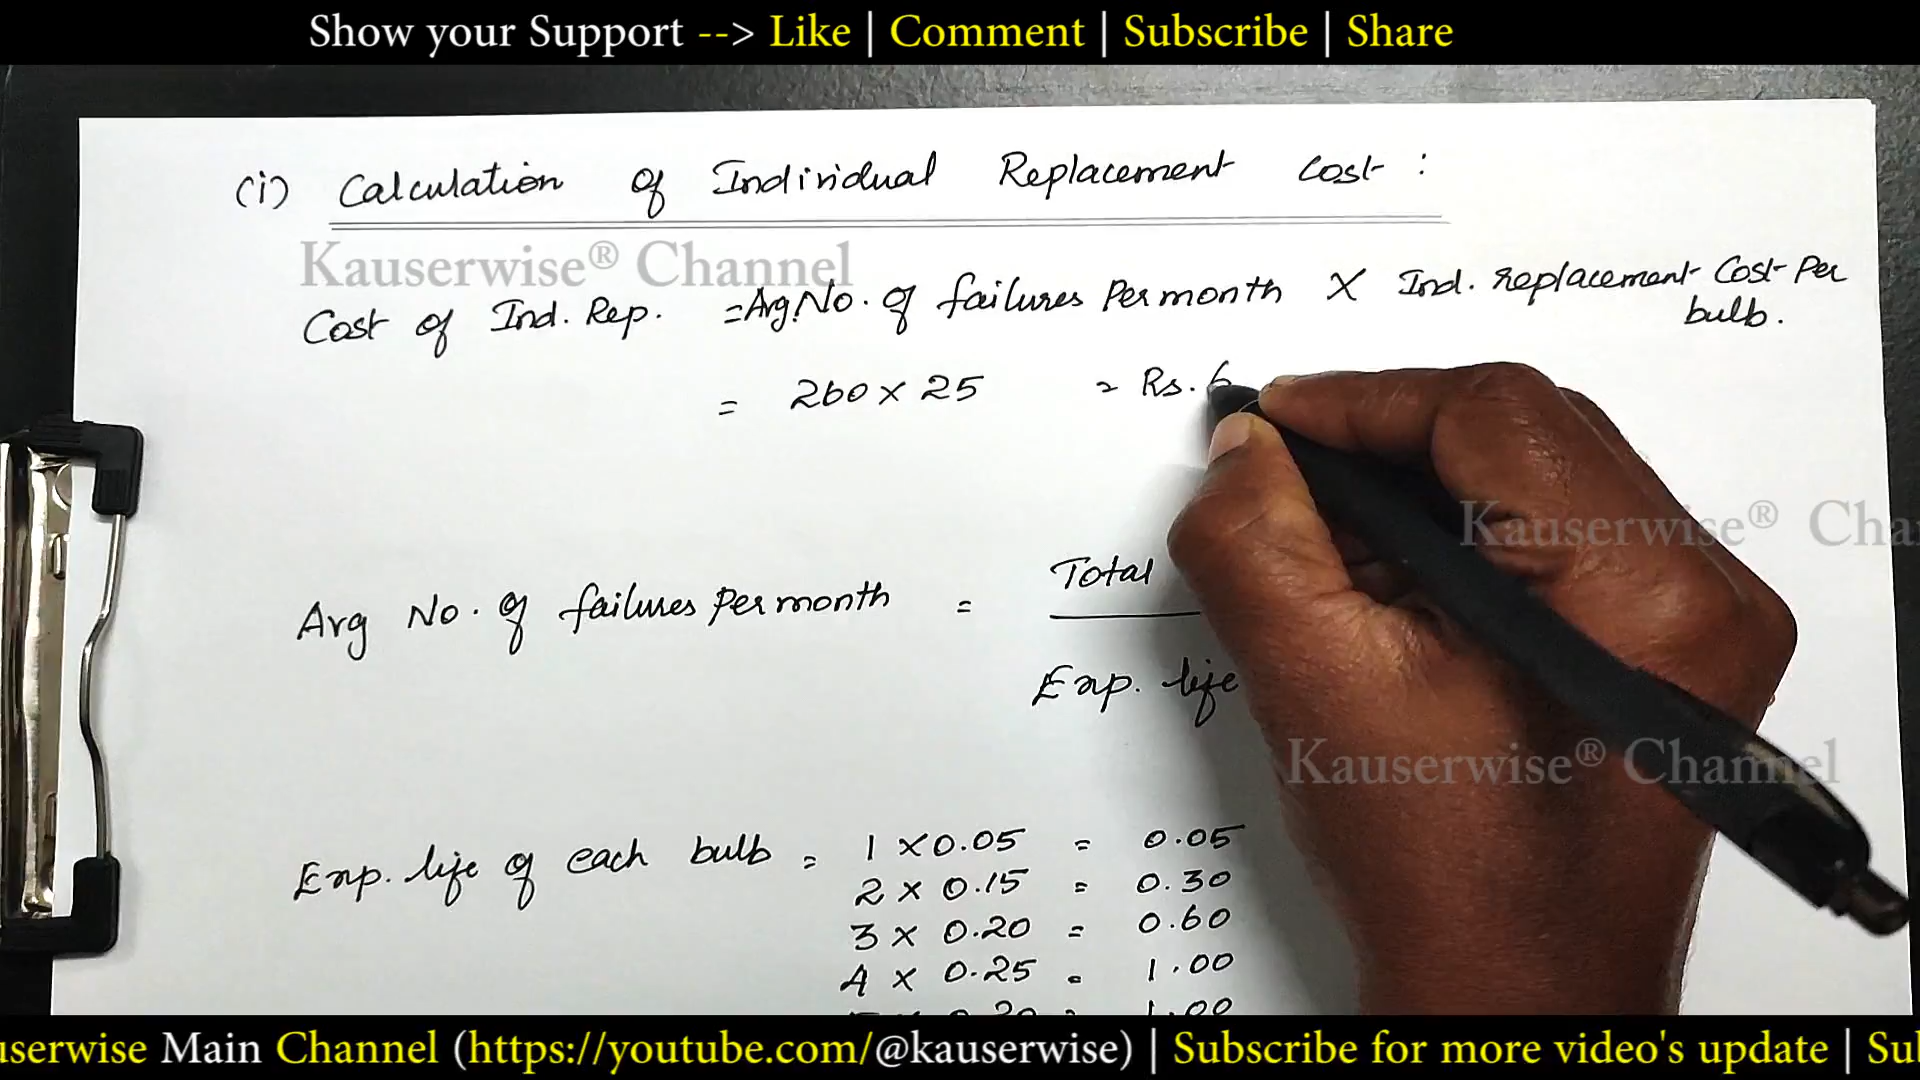 Show your Support --> Like | Comment | Subscribe | Share
(i) Calculation of Individual Replacement Cost :
Kauserwise® Channel
Cost of Ind. Rep. = Avg. No. of failures Per month X Ind. replacement Cost Per
bulb.
= 260 × 25 = Rs. 6
Kauserwise® Cha
Total
Avg No. of failures Per month =
Exp. life
Kauserwise® Channel
Exp. life of each bulb = 1 × 0.05 = 0.05
2 × 0.15 = 0.30
3 × 0.20 = 0.60
4 × 0.25 = 1.00
1.00
userwise Main Channel (https://youtube.com/@kauserwise) | Subscribe for more video's update | Su